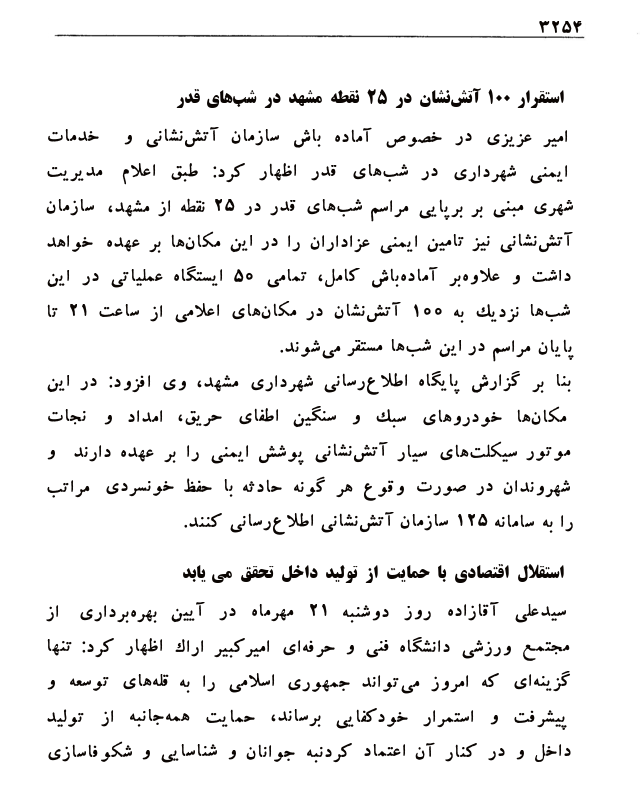 ۳۲۵۴
استقرار ۱۰۰ آتش‌نشان در ۲۵ نقطه مشهد در شب‌های قدر
امیر عزیزی در خصوص آماده باش سازمان آتش‌نشانی و خدمات
ایمنی شهرداری در شب‌های قدر اظهار کرد: طبق اعلام مدیریت
شهری مبنی بر برپایی مراسم شب‌های قدر در ۲۵ نقطه از مشهد، سازمان
آتش‌نشانی نیز تامین ایمنی عزاداران را در این مکان‌ها بر عهده خواهد
داشت و علاوه‌بر آماده‌باش کامل، تمامی ۵۰ ایستگاه عملیاتی در این
شب‌ها نزدیك به ۱۰۰ آتش‌نشان در مکان‌های اعلامی از ساعت ۲۱ تا
پایان مراسم در این شب‌ها مستقر می‌شوند.
بنا بر گزارش پایگاه اطلاع‌رسانی شهرداری مشهد، وی افزود: در این
مکان‌ها خودروهای سبك و سنگین اطفای حریق، امداد و نجات
موتور سیکلت‌های سیار آتش‌نشانی پوشش ایمنی را بر عهده دارند و
شهروندان در صورت وقوع هر گونه حادثه با حفظ خونسردی مراتب
را به سامانه ۱۲۵ سازمان آتش‌نشانی اطلاع‌رسانی کنند.
استقلال اقتصادی با حمایت از تولید داخل تحقق می یابد
سیدعلی آقازاده روز دوشنبه ۲۱ مهرماه در آیین بهره‌برداری از
مجتمع ورزشی دانشگاه فنی و حرفه‌ای امیرکبیر اراك اظهار کرد: تنها
گزینه‌ای که امروز می‌تواند جمهوری اسلامی را به قله‌های توسعه و
پیشرفت و استمرار خودکفایی برساند، حمایت همه‌جانبه از تولید
داخل و در کنار آن اعتماد کردنبه جوانان و شناسایی و شکوفاسازی